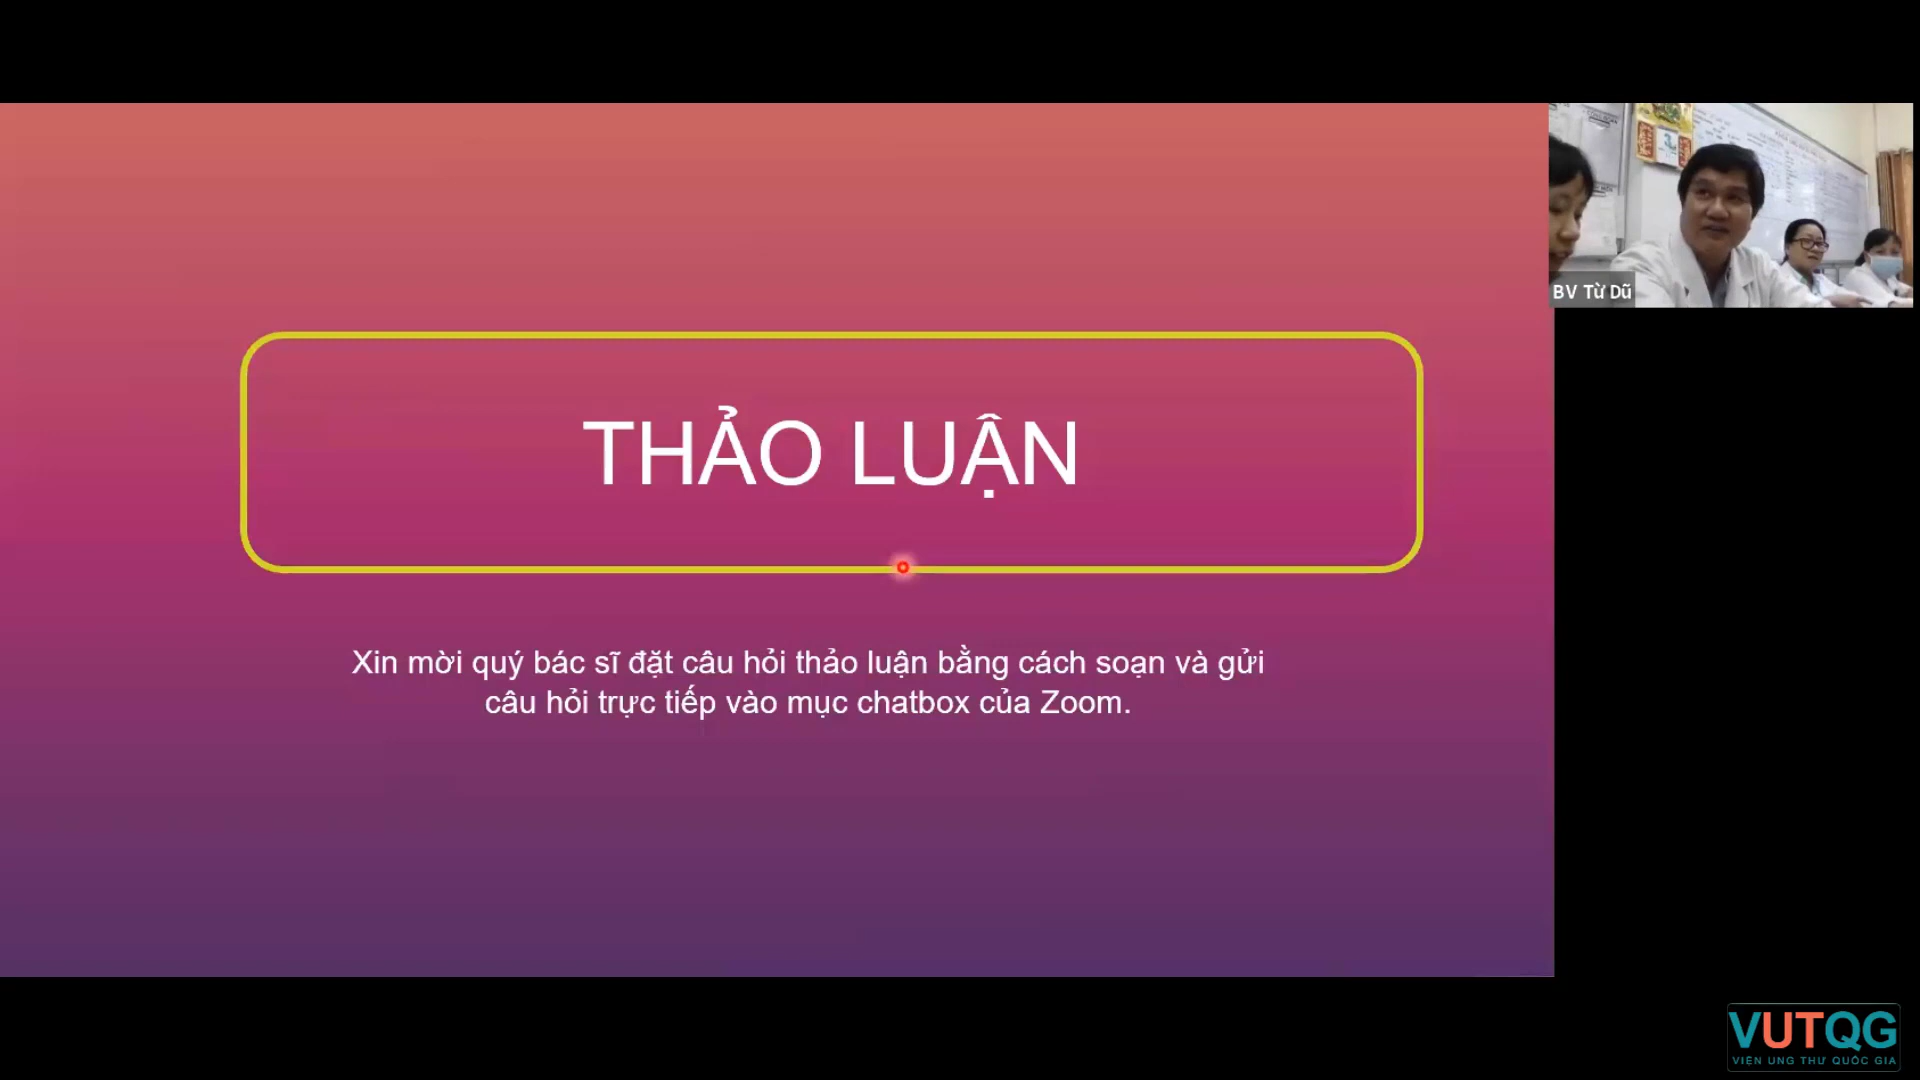 THẢO LUẬN
Xin mời quý bác sĩ đặt câu hỏi thảo luận bằng cách soạn và gửi
câu hỏi trực tiếp vào mục chatbox của Zoom.
BV Từ Dũ
VUTQG
VIỆN UNG THƯ QUỐC GIA